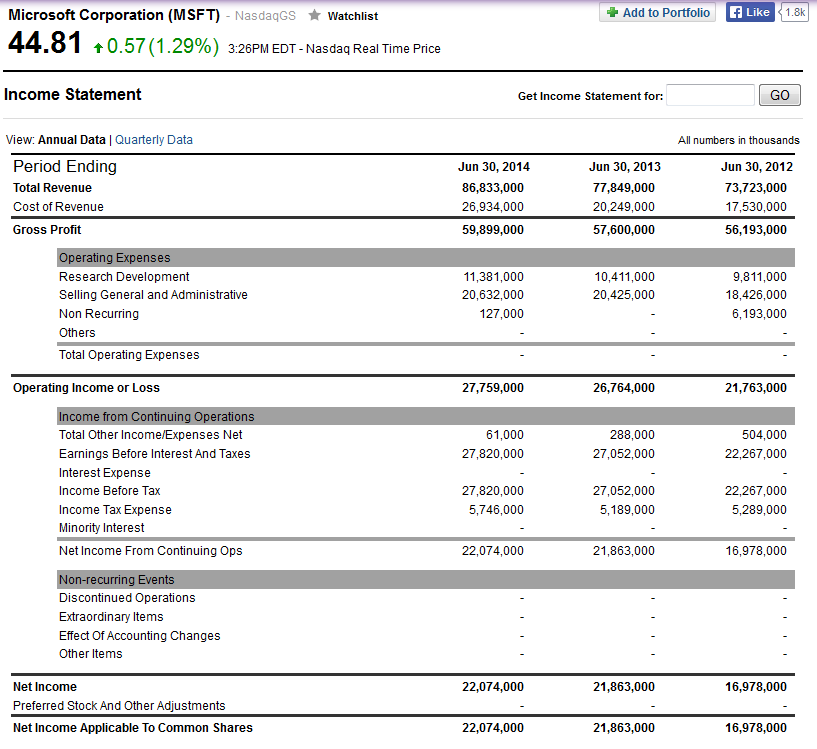 Microsoft Corporation (MSFT) - NasdaqGS ★ Watchlist Add to Portfolio Like 1.8k
44.81 0.57 (1.29%) 3:26PM EDT - Nasdaq Real Time Price
Income Statement Get Income Statement for: GO
View: Annual Data | Quarterly Data All numbers in thousands
Period Ending Jun 30, 2014 Jun 30, 2013 Jun 30, 2012
Total Revenue 86,833,000 77,849,000 73,723,000
Cost of Revenue 26,934,000 20,249,000 17,530,000
Gross Profit 59,899,000 57,600,000 56,193,000
Operating Expenses
Research Development 11,381,000 10,411,000 9,811,000
Selling General and Administrative 20,632,000 20,425,000 18,426,000
Non Recurring 127,000 - 6,193,000
Others - - -
Total Operating Expenses - - -
Operating Income or Loss 27,759,000 26,764,000 21,763,000
Income from Continuing Operations
Total Other Income/Expenses Net 61,000 288,000 504,000
Earnings Before Interest And Taxes 27,820,000 27,052,000 22,267,000
Interest Expense - - -
Income Before Tax 27,820,000 27,052,000 22,267,000
Income Tax Expense 5,746,000 5,189,000 5,289,000
Minority Interest - - -
Net Income From Continuing Ops 22,074,000 21,863,000 16,978,000
Non-recurring Events
Discontinued Operations - - -
Extraordinary Items - - -
Effect Of Accounting Changes - - -
Other Items - - -
Net Income 22,074,000 21,863,000 16,978,000
Preferred Stock And Other Adjustments - - -
Net Income Applicable To Common Shares 22,074,000 21,863,000 16,978,000